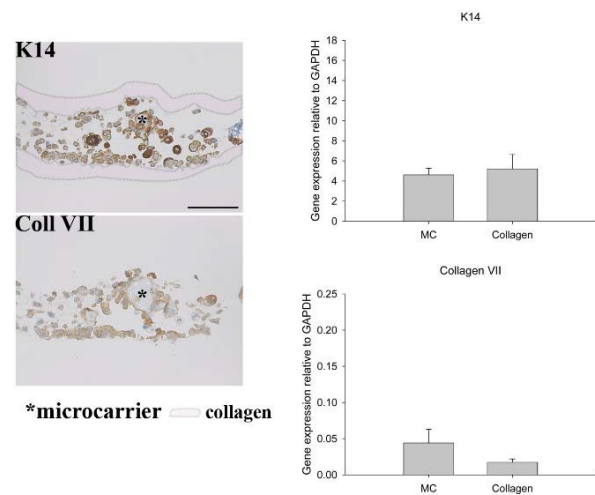 K14
*
Coll VII
*
*microcarrier collagen
K14
Gene expression relative to GAPDH
18
16
14
12
10
8
6
4
2
0
MC Collagen
Collagen VII
Gene expression relative to GAPDH
0.25
0.20
0.15
0.10
0.05
0.00
MC Collagen